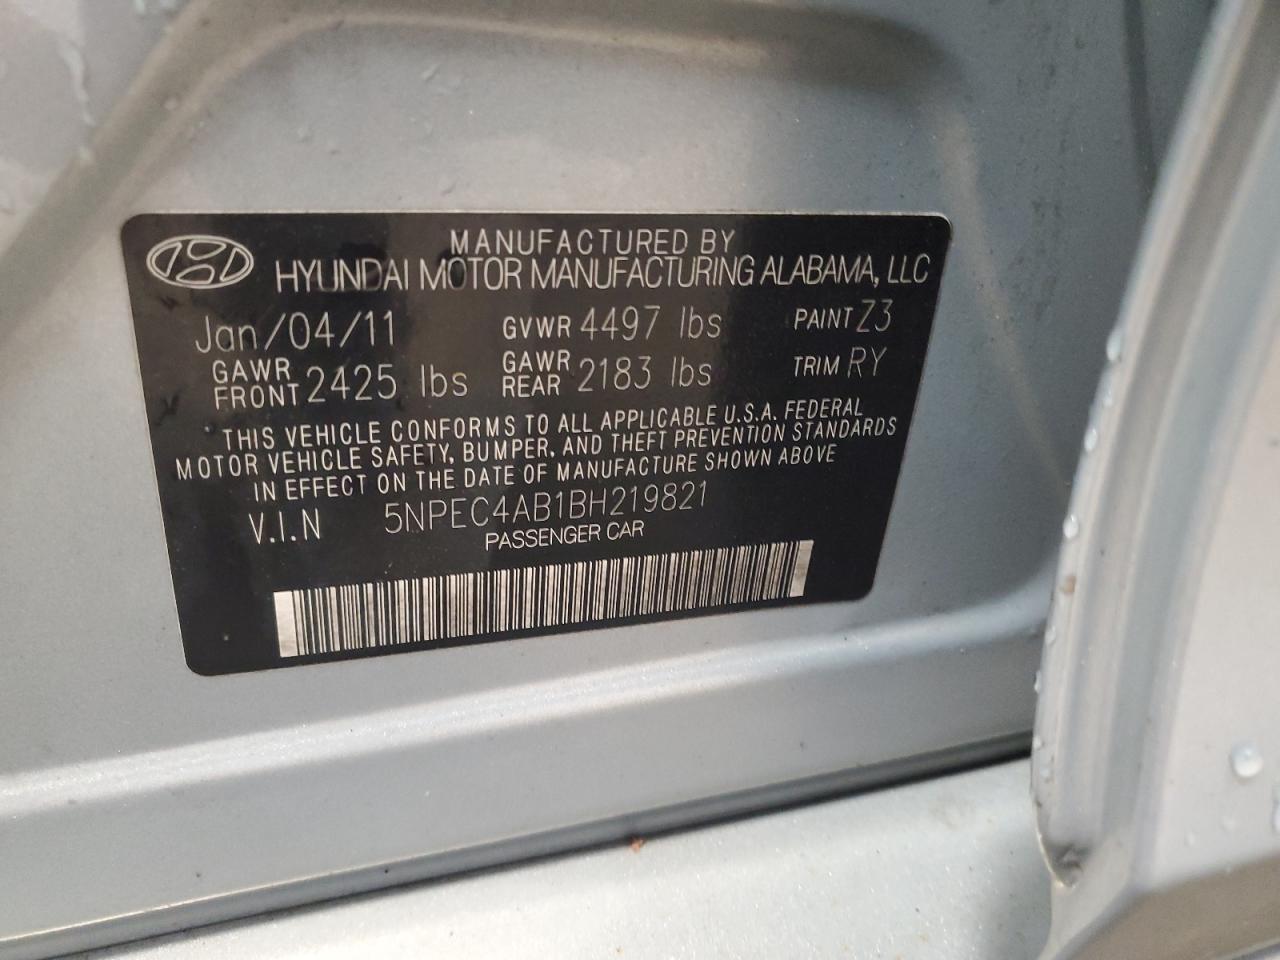 MANUFACTURED BY
HYUNDAI MOTOR MANUFACTURING ALABAMA, LLC
Jan/04/11 GVWR 4497 lbs PAINT Z3
GAWR FRONT 2425 lbs GAWR REAR 2183 lbs TRIM RY
THIS VEHICLE CONFORMS TO ALL APPLICABLE U.S.A. FEDERAL
MOTOR VEHICLE SAFETY, BUMPER, AND THEFT PREVENTION STANDARDS
IN EFFECT ON THE DATE OF MANUFACTURE SHOWN ABOVE
V.I.N 5NPEC4AB1BH219821
PASSENGER CAR